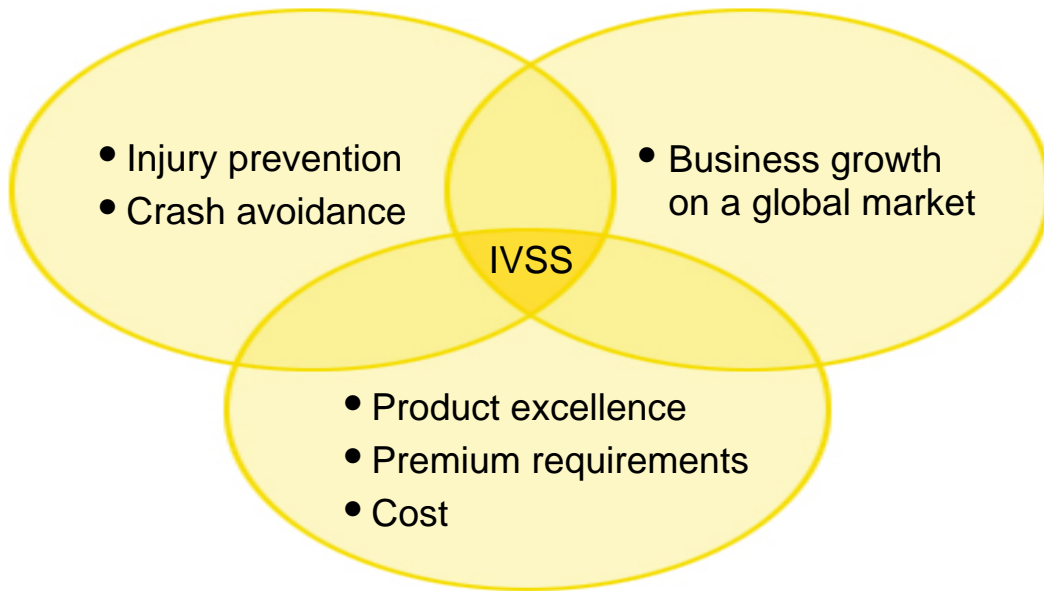 • Injury prevention
• Crash avoidance
• Business growth
on a global market
IVSS
• Product excellence
• Premium requirements
• Cost